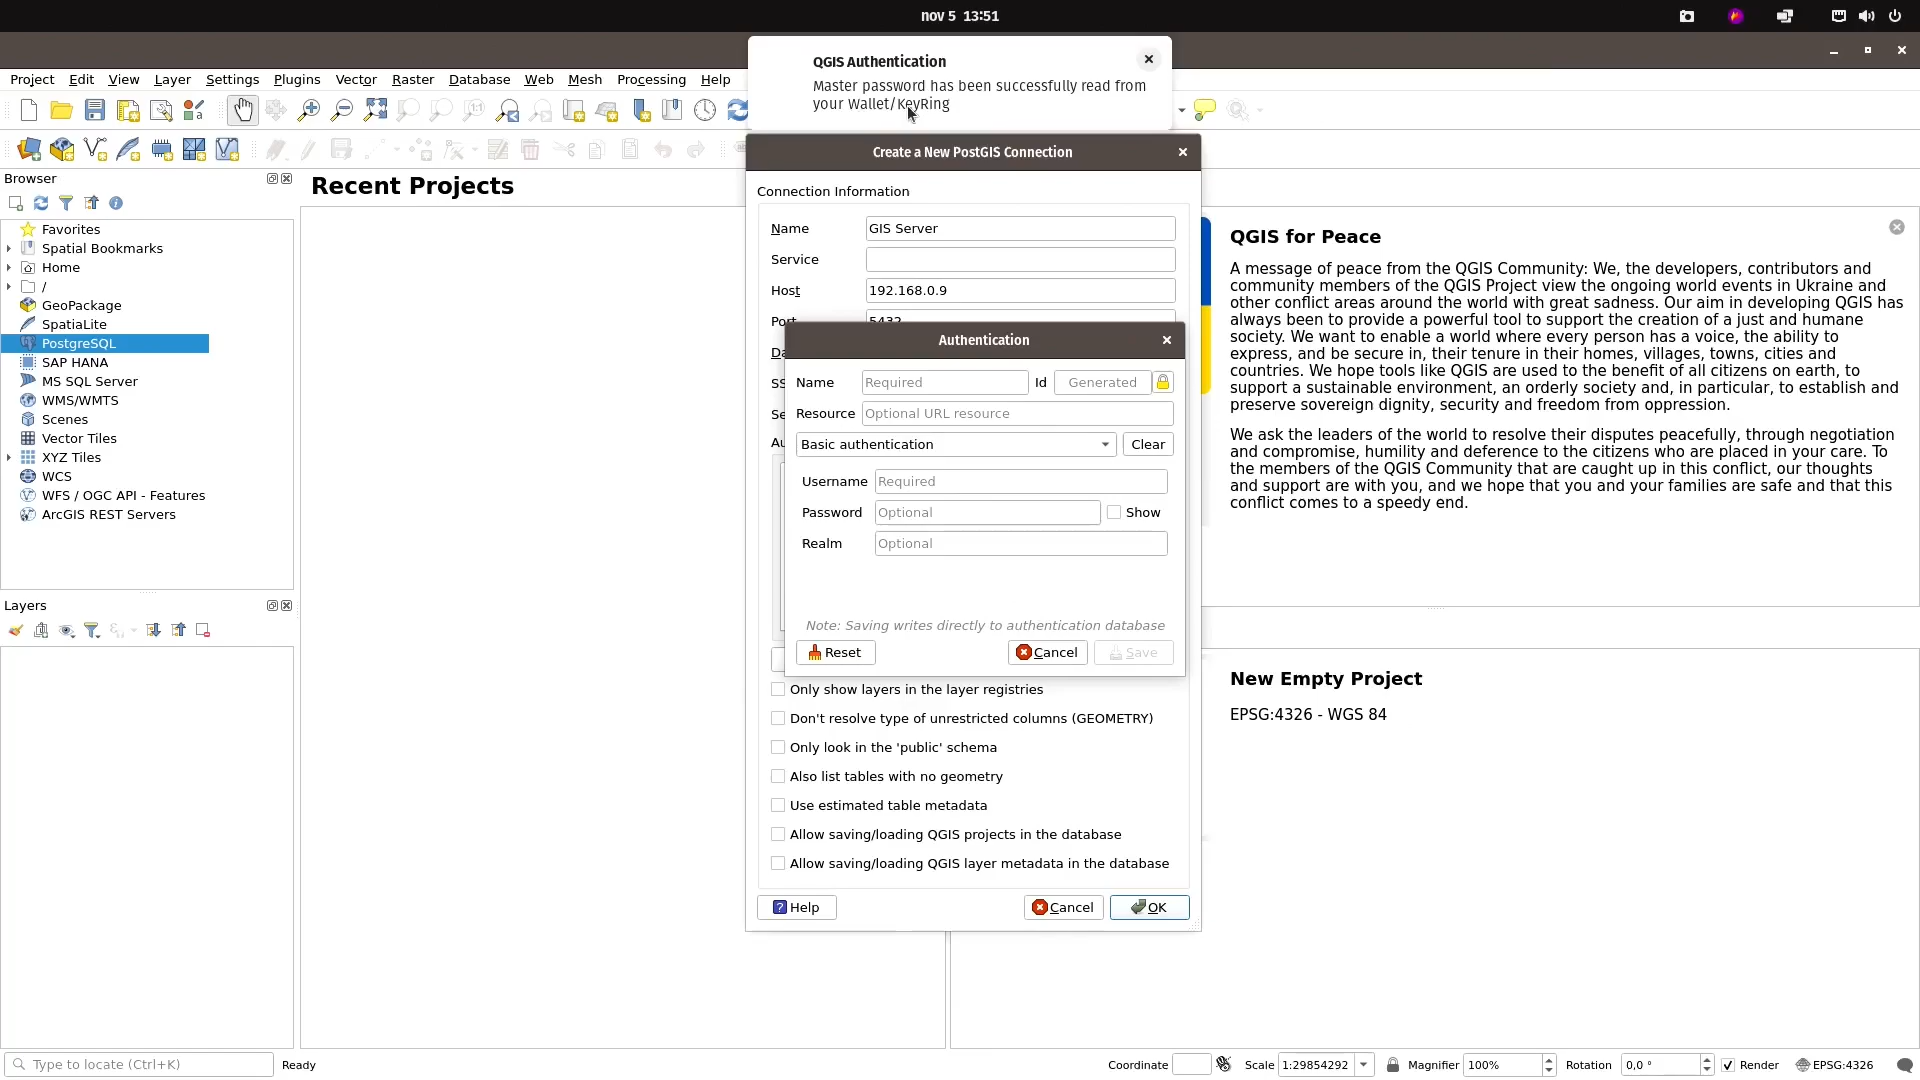 nov 5 13:51
QGIS Authentication
Master password has been successfully read from
your Wallet/KeyRing
Project Edit View Layer Settings Plugins Vector Raster Database Web Mesh Processing Help
Create a New PostGIS Connection
Browser
Favorites
Spatial Bookmarks
Home
/
GeoPackage
SpatiaLite
PostgreSQL
SAP HANA
MS SQL Server
WMS/WMTS
Scenes
Vector Tiles
XYZ Tiles
WCS
WFS / OGC API - Features
ArcGIS REST Servers
Layers
Recent Projects
Connection Information
Name GIS Server
Service
Host 192.168.0.9
Port 5432
Da
SS
Se
Au
Authentication
Name Required Id Generated
Resource Optional URL resource
Basic authentication Clear
Username Required
Password Optional Show
Realm Optional
Note: Saving writes directly to authentication database
Reset Cancel Save
Only show layers in the layer registries
Don't resolve type of unrestricted columns (GEOMETRY)
Only look in the 'public' schema
Also list tables with no geometry
Use estimated table metadata
Allow saving/loading QGIS projects in the database
Allow saving/loading QGIS layer metadata in the database
Help Cancel OK
QGIS for Peace
A message of peace from the QGIS Community: We, the developers, contributors and
community members of the QGIS Project view the ongoing world events in Ukraine and
other conflict areas around the world with great sadness. Our aim in developing QGIS has
always been to provide a powerful tool to support the creation of a just and humane
society. We want to enable a world where every person has a voice, the ability to
express, and be secure in, their tenure in their homes, villages, towns, cities and
countries. We hope tools like QGIS are used to the benefit of all citizens on earth, to
support a sustainable environment, an orderly society and, in particular, to establish and
preserve sovereign dignity, security and freedom from oppression.
We ask the leaders of the world to resolve their disputes peacefully, through negotiation
and compromise, humility and deference to the citizens who are placed in your care. To
the members of the QGIS Community that are caught up in this conflict, our thoughts
and support are with you, and we hope that you and your families are safe and that this
conflict comes to a speedy end.
New Empty Project
EPSG:4326 - WGS 84
Type to locate (Ctrl+K) Ready Coordinate Scale 1:29854292 Magnifier 100% Rotation 0,0 ° Render EPSG:4326